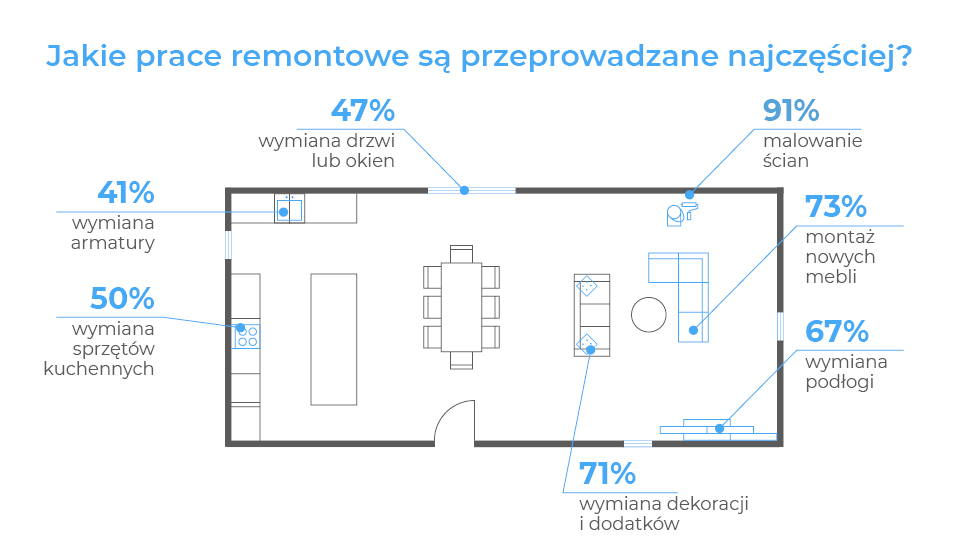 Jakie prace remontowe są przeprowadzane najczęściej?
47%
wymiana drzwi
lub okien
91%
malowanie
ścian
41%
wymiana
armatury
73%
montaż
nowych
mebli
50%
wymiana
sprzętów
kuchennych
67%
wymiana
podłogi
71%
wymiana dekoracji
i dodatków